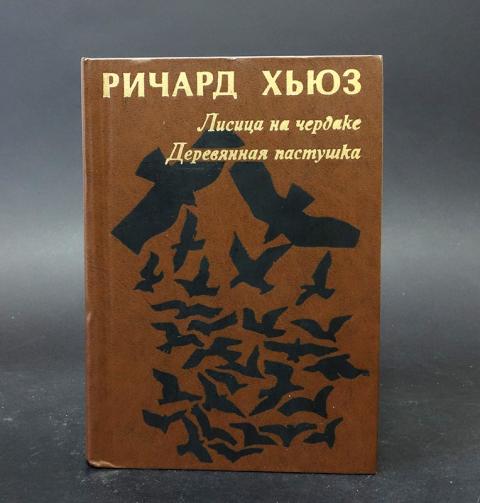 РИЧАРД ХЬЮЗ
Лисица на чердаке
Деревянная пастушка